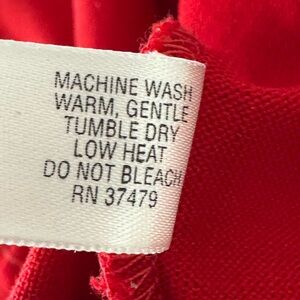 MACHINE WASH
WARM, GENTLE
TUMBLE DRY
LOW HEAT
DO NOT BLEACH
RN 37479